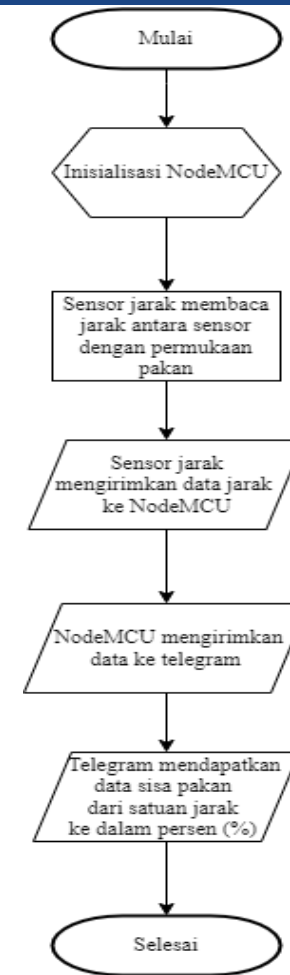 Mulai
Inisialisasi NodeMCU
Sensor jarak membaca
jarak antara sensor
dengan permukaan
pakan
Sensor jarak
mengirimkan data jarak
ke NodeMCU
NodeMCU mengirimkan
data ke telegram
Telegram mendapatkan
data sisa pakan
dari satuan jarak
ke dalam persen (%)
Selesai